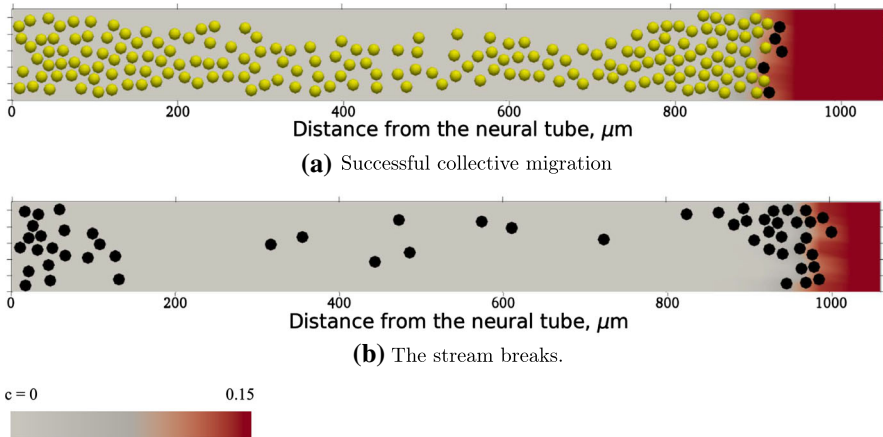 0 200 400 600 800 1000
Distance from the neural tube, μm
(a) Successful collective migration
0 200 400 600 800 1000
Distance from the neural tube, μm
(b) The stream breaks.
c = 0 0.15